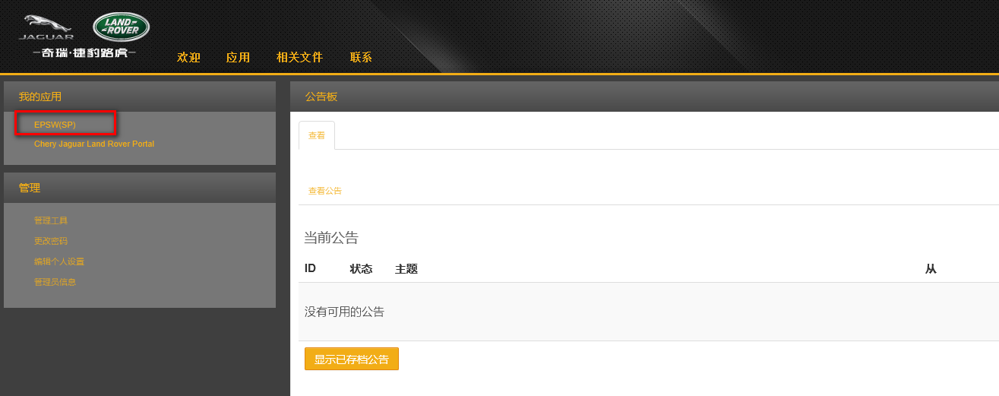 JAGUAR
LAND-
ROVER
奇瑞·捷豹路虎
欢迎 应用 相关文件 联系
我的应用
EPSW(SP)
Chery Jaguar Land Rover Portal
管理
管理工具
更改密码
编辑个人设置
管理员信息
公告板
查看
查看公告
当前公告
ID 状态 主题 从
没有可用的公告
显示已存档公告